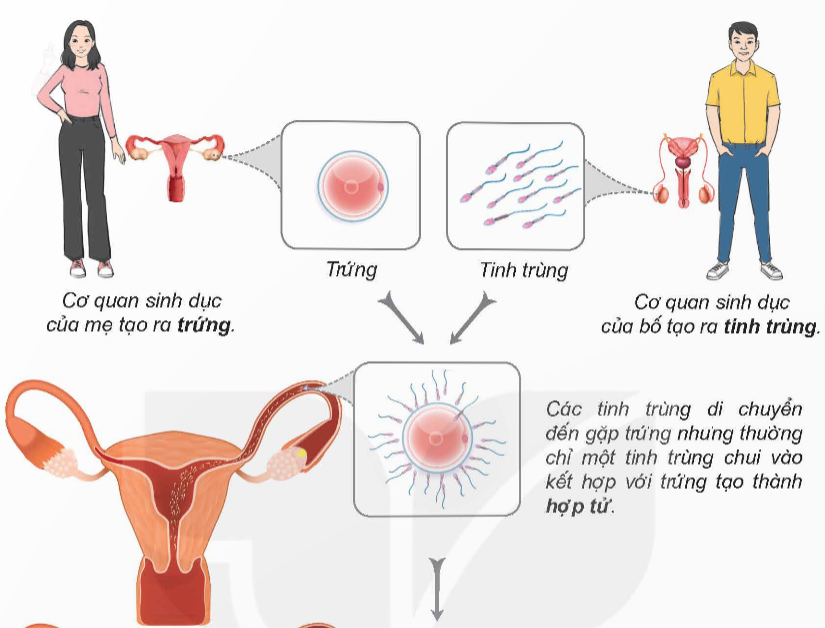 Trứng
Tinh trùng
Cơ quan sinh dục
của mẹ tạo ra trứng.
Cơ quan sinh dục
của bố tạo ra tinh trùng.
Các tinh trùng di chuyển
đến gặp trứng nhưng thường
chỉ một tinh trùng chui vào
kết hợp với trứng tạo thành
hợp tử.